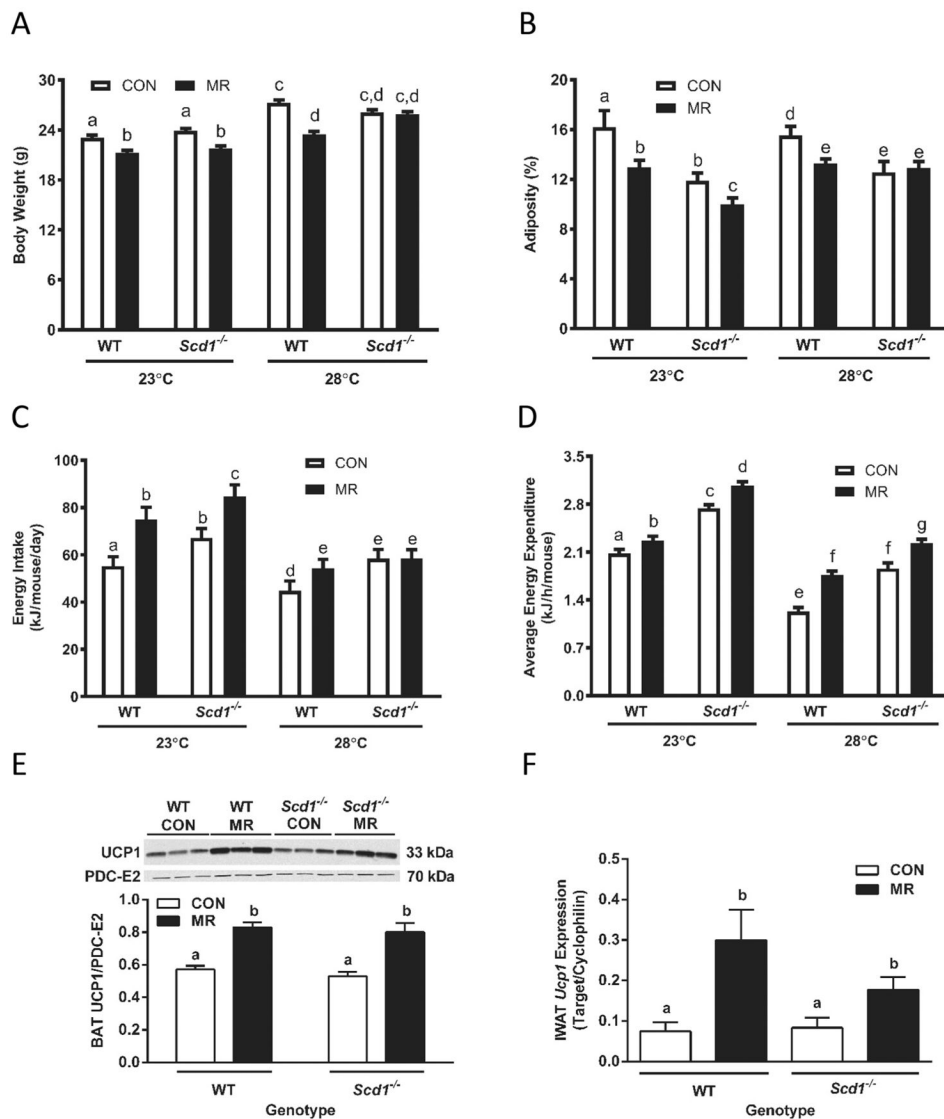 A
CON MR
Body Weight (g)
30
24
18
12
6
0
a b a b c d c,d c,d
WT Scd1-/- WT Scd1-/-
23°C 28°C
B
CON
MR
Adiposity (%)
20
16
12
8
4
0
a b b c d e e e
WT Scd1-/- WT Scd1-/-
23°C 28°C
C
CON
MR
Energy Intake
(kJ/mouse/day)
100
80
60
40
20
0
a b b c d e e e
WT Scd1-/- WT Scd1-/-
23°C 28°C
D
CON
MR
Average Energy Expenditure
(kJ/h/mouse)
3.5
2.8
2.1
1.4
0.7
0.0
a b c d e f f g
WT Scd1-/- WT Scd1-/-
23°C 28°C
E
WT WT Scd1-/- Scd1-/-
CON MR CON MR
UCP1 33 kDa
PDC-E2 70 kDa
CON
MR
BAT UCP1/PDC-E2
1.0
0.8
0.6
0.4
0.2
0.0
a b a b
WT Scd1-/-
Genotype
F
CON
MR
IWAT Ucp1 Expression
(Target/Cyclophilin)
0.5
0.4
0.3
0.2
0.1
0.0
a b a b
WT Scd1-/-
Genotype